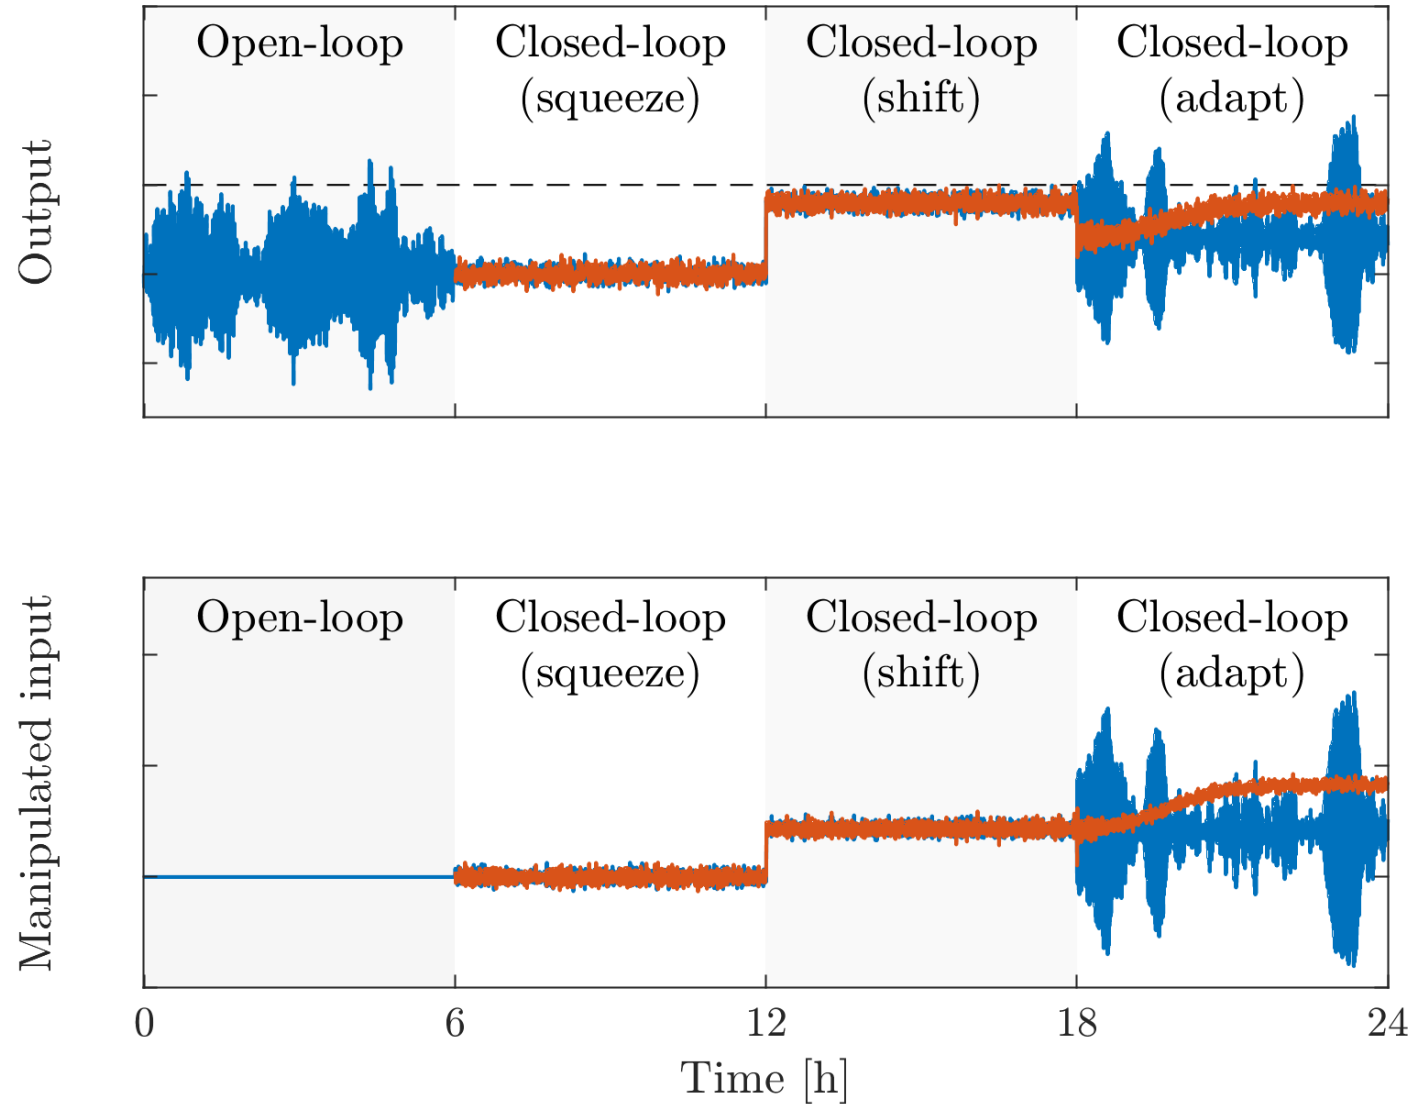 Output
Open-loop
Closed-loop
(squeeze)
Closed-loop
(shift)
Closed-loop
(adapt)
Manipulated input
Open-loop
Closed-loop
(squeeze)
Closed-loop
(shift)
Closed-loop
(adapt)
0 6 12 18 24
Time [h]